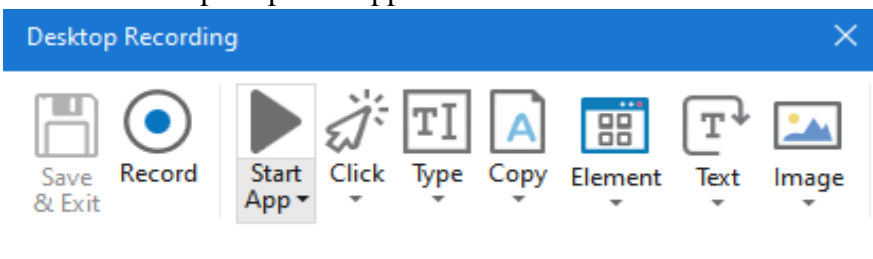 Desktop Recording
Save & Exit
Record
Start App
Click
Type
Copy
Element
Text
Image